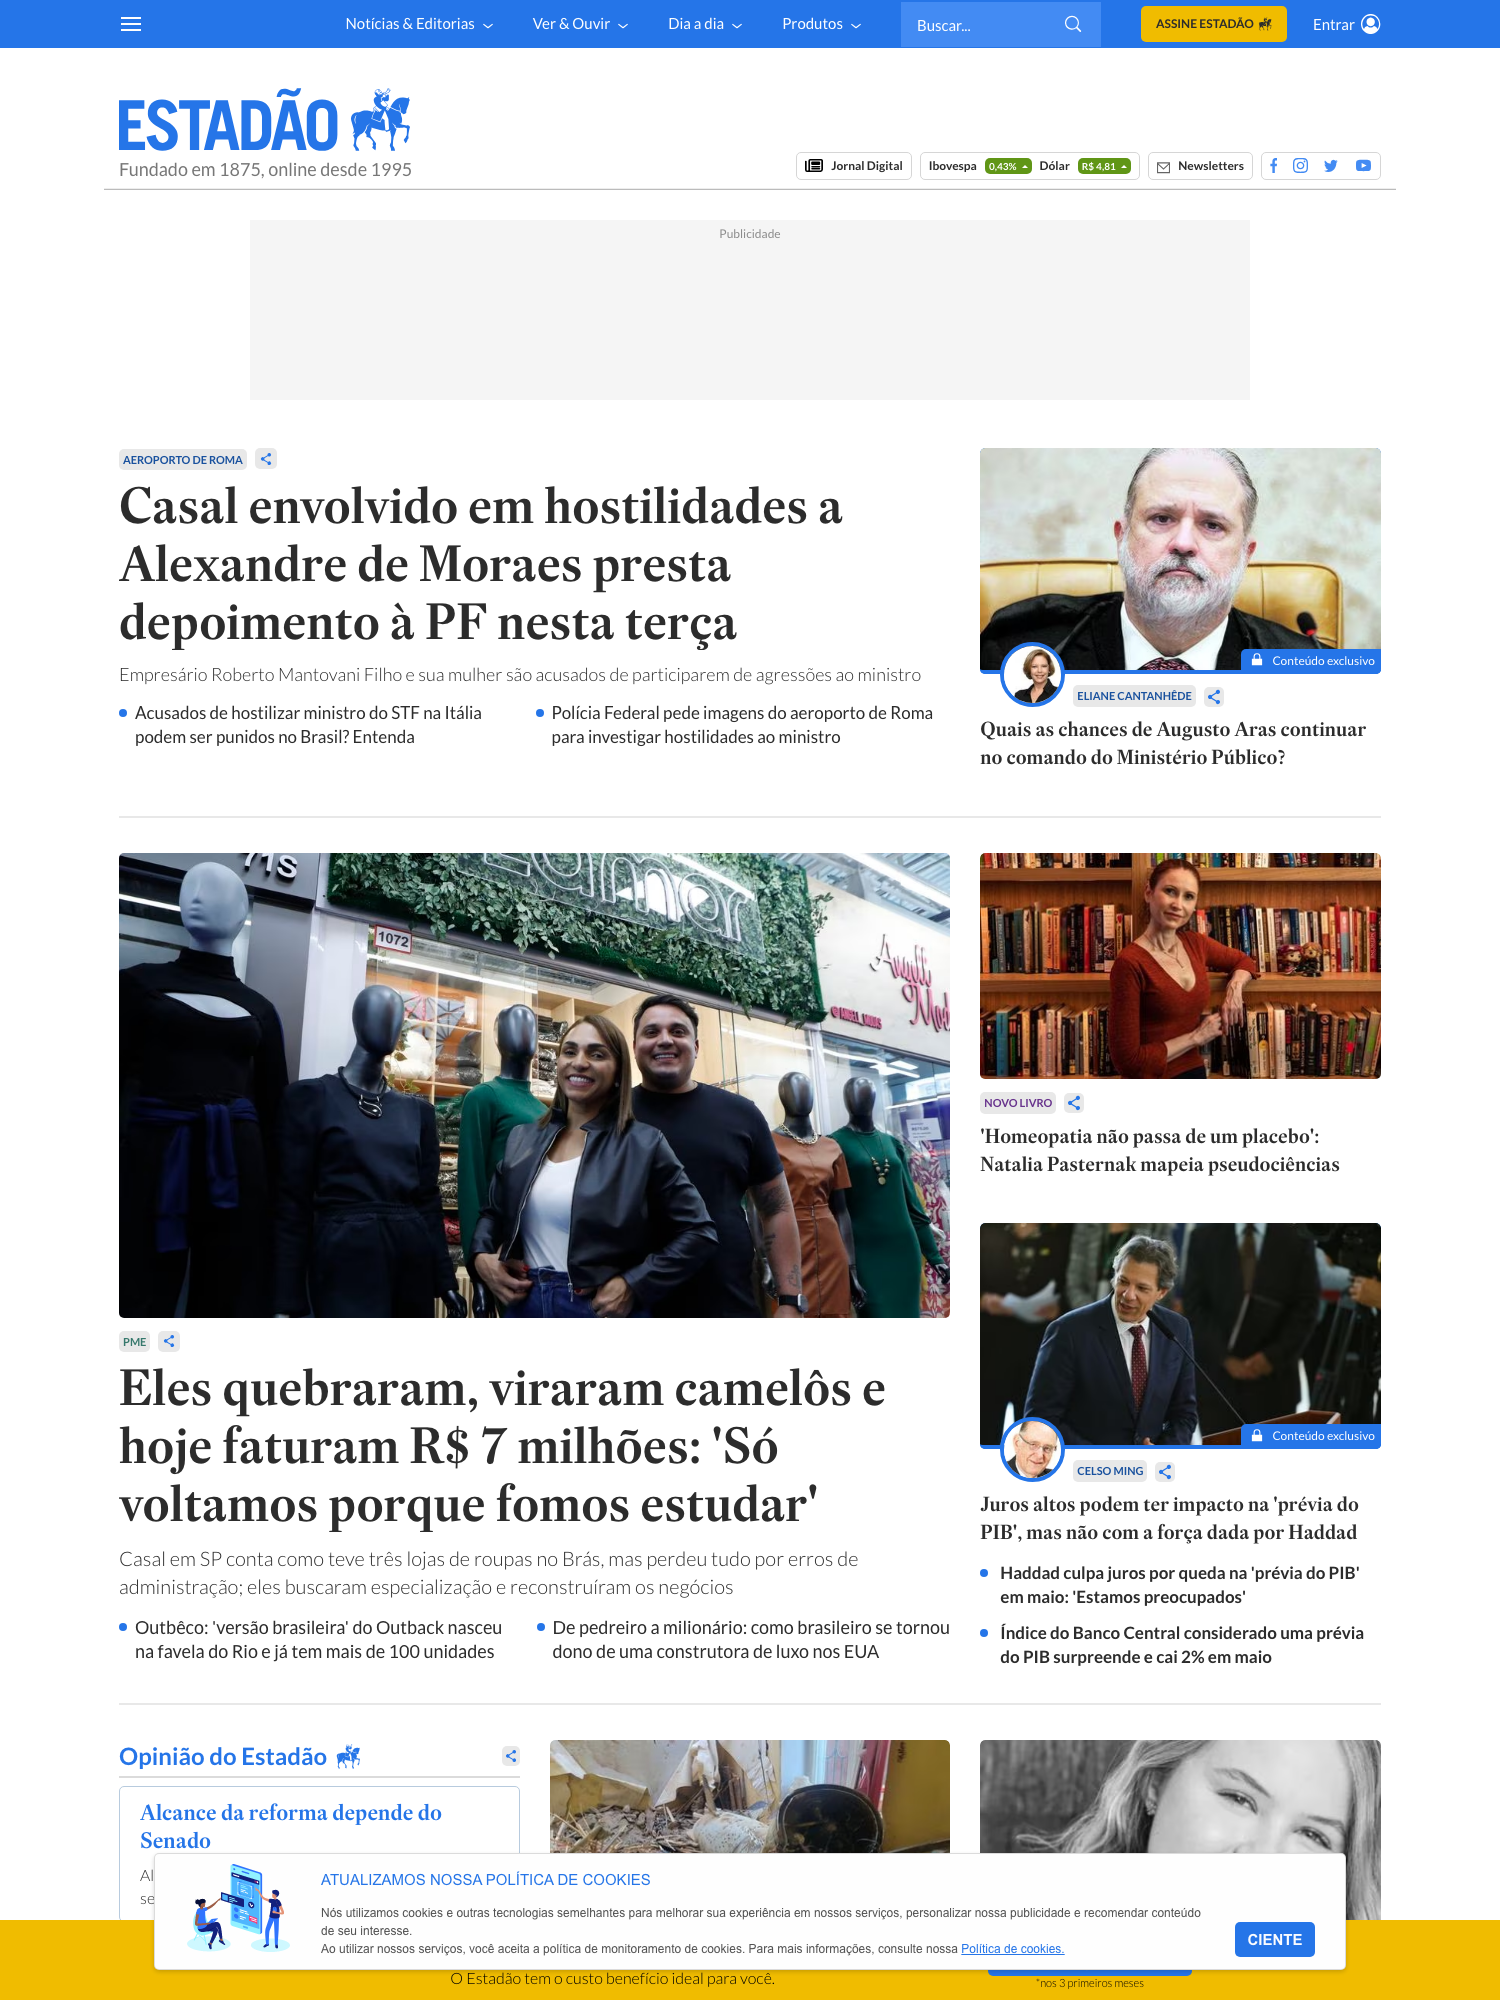 Notícias & Editorias
Ver & Ouvir
Dia a dia
Produtos
Buscar...
ASSINE ESTADÃO
Entrar
ESTADÃO
Fundado em 1875, online desde 1995
Jornal Digital
Ibovespa 0,43% Dólar R$ 4,81
Newsletters
Publicidade
AEROPORTO DE ROMA
Casal envolvido em hostilidades a
Alexandre de Moraes presta
depoimento à PF nesta terça
Empresário Roberto Mantovani Filho e sua mulher são acusados de participarem de agressões ao ministro
Acusados de hostilizar ministro do STF na Itália
podem ser punidos no Brasil? Entenda
Polícia Federal pede imagens do aeroporto de Roma
para investigar hostilidades ao ministro
Conteúdo exclusivo
ELIANE CANTANHÊDE
Quais as chances de Augusto Aras continuar
no comando do Ministério Público?
71S
1072
NOVO LIVRO
'Homeopatia não passa de um placebo':
Natalia Pasternak mapeia pseudociências
PME
Eles quebraram, viraram camelôs e
hoje faturam R$ 7 milhões: 'Só
voltamos porque fomos estudar'
Casal em SP conta como teve três lojas de roupas no Brás, mas perdeu tudo por erros de
administração; eles buscaram especialização e reconstruíram os negócios
Outbêco: 'versão brasileira' do Outback nasceu
na favela do Rio e já tem mais de 100 unidades
De pedreiro a milionário: como brasileiro se tornou
dono de uma construtora de luxo nos EUA
Conteúdo exclusivo
CELSO MING
Juros altos podem ter impacto na 'prévia do
PIB', mas não com a força dada por Haddad
Haddad culpa juros por queda na 'prévia do PIB'
em maio: 'Estamos preocupados'
Índice do Banco Central considerado uma prévia
do PIB surpreende e cai 2% em maio
Opinião do Estadão
Alcance da reforma depende do
Senado
ATUALIZAMOS NOSSA POLÍTICA DE COOKIES
Nós utilizamos cookies e outras tecnologias semelhantes para melhorar sua experiência em nossos serviços, personalizar nossa publicidade e recomendar conteúdo
de seu interesse.
Ao utilizar nossos serviços, você aceita a política de monitoramento de cookies. Para mais informações, consulte nossa Política de cookies.
CIENTE
O Estadão tem o custo benefício ideal para você.
*nos 3 primeiros meses